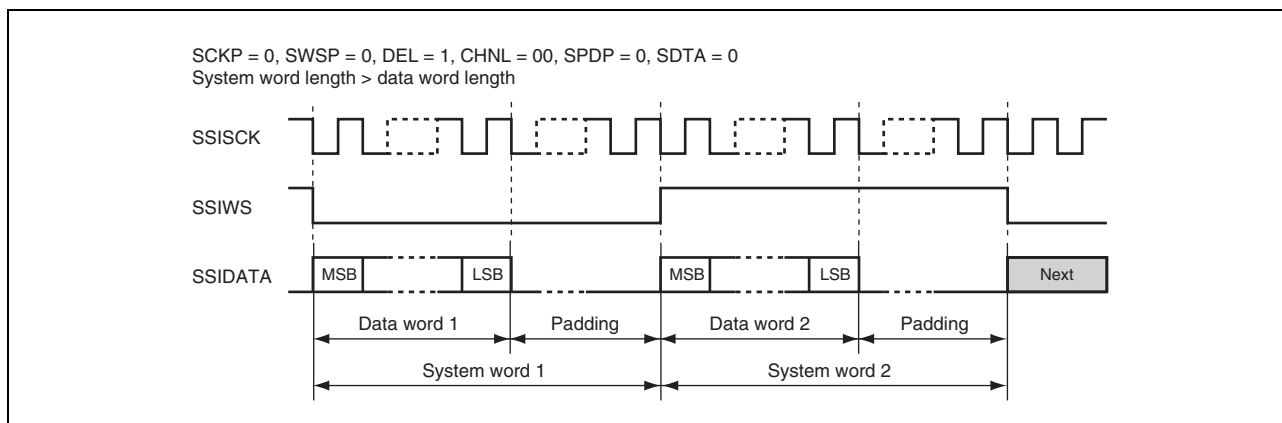 SCKP = 0, SWSP = 0, DEL = 1, CHNL = 00, SPDP = 0, SDTA = 0
System word length > data word length
SSISCK
SSIWS
SSIDATA
MSB
LSB
MSB
LSB
Next
Data word 1
Padding
Data word 2
Padding
System word 1
System word 2